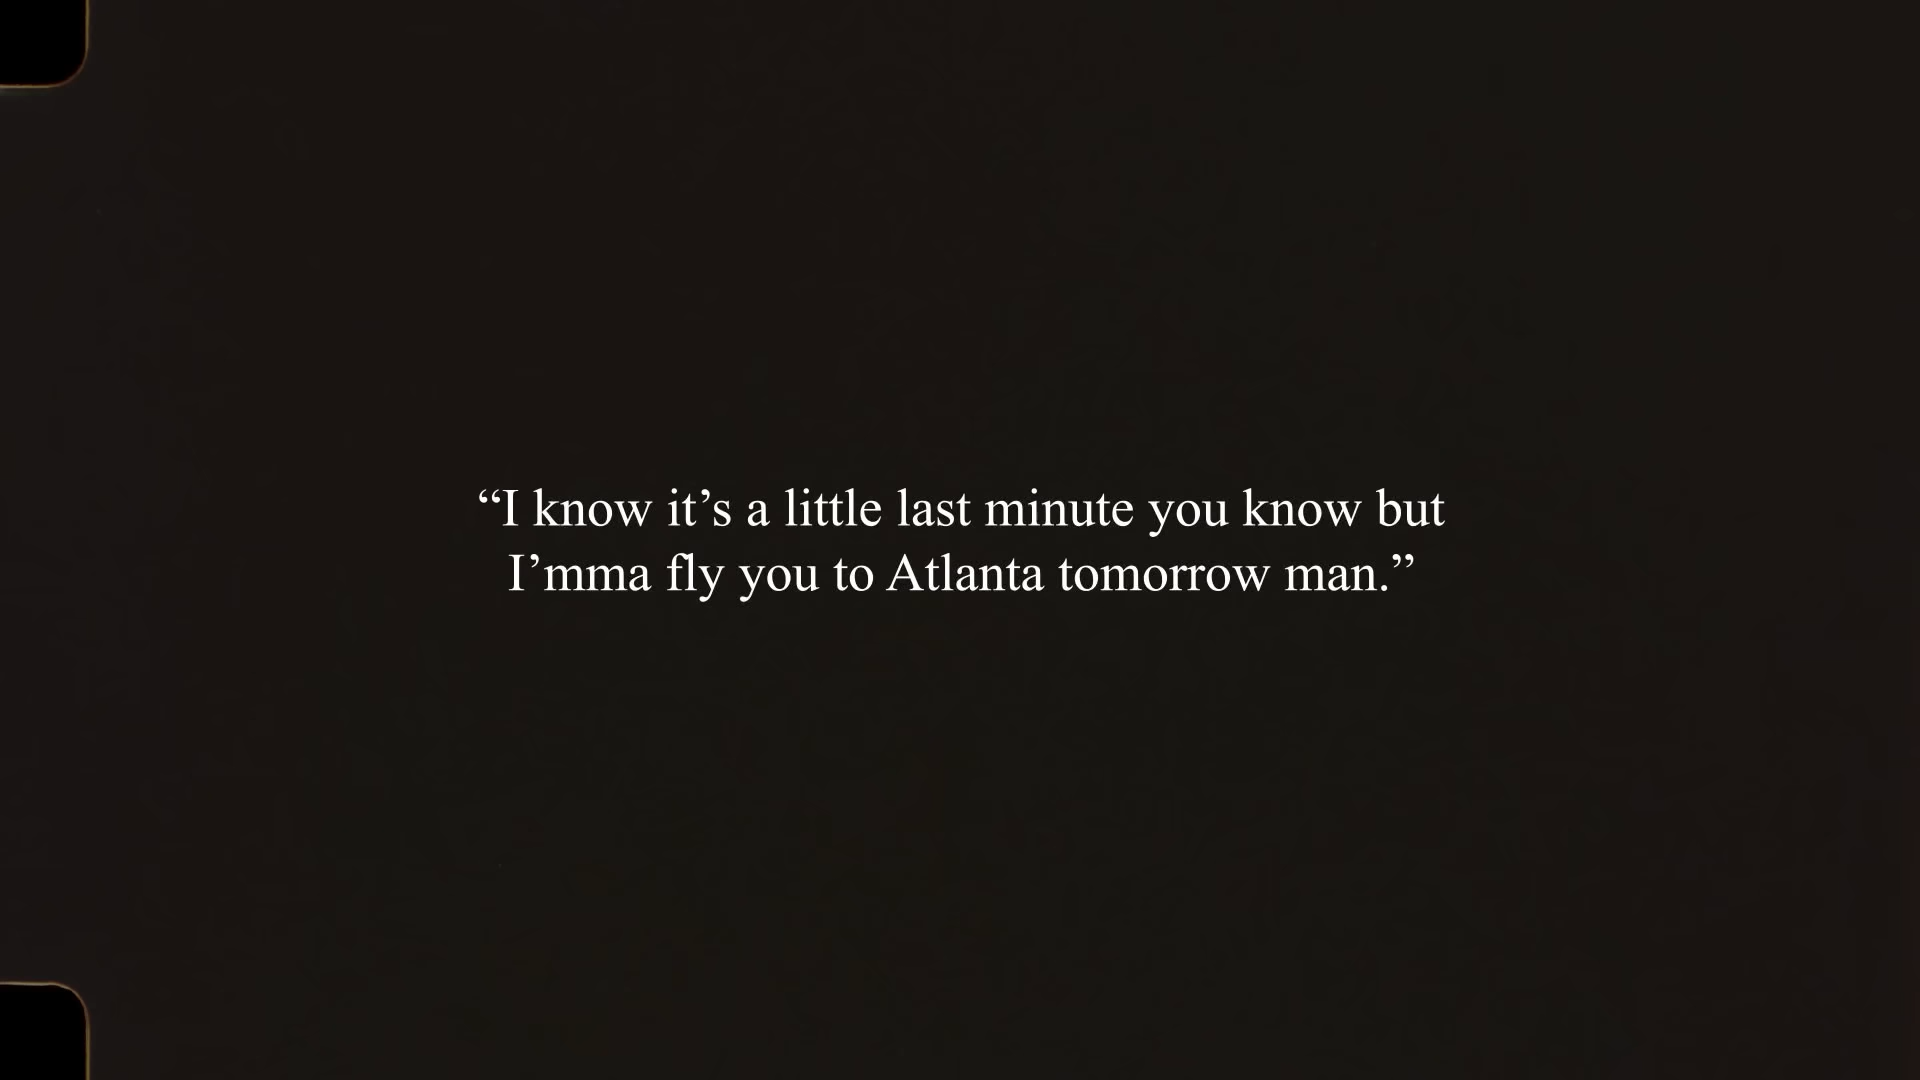 “I know it’s a little last minute you know but
I’mma fly you to Atlanta tomorrow man.”